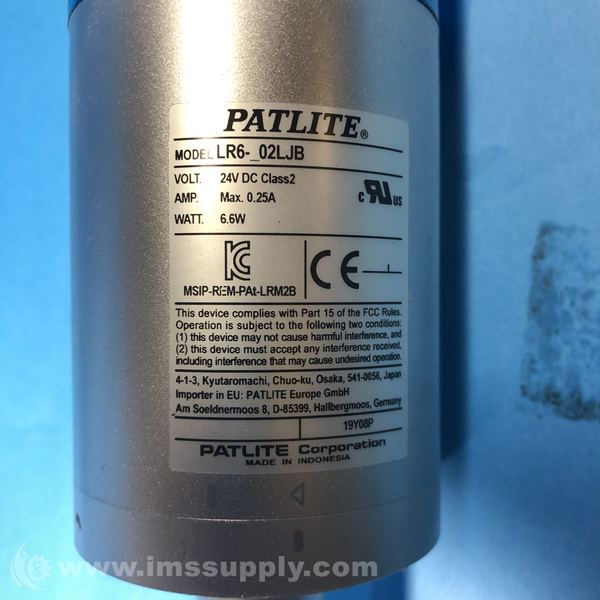 PATLITE®
MODEL LR6-_02LJB
VOLT. 24V DC Class2
AMP. Max. 0.25A
WATT. 6.6W
c RU us
KC
MSIP-REM-PAt-LRM2B
CE
This device complies with Part 15 of the FCC Rules.
Operation is subject to the following two conditions:
(1) this device may not cause harmful interference, and
(2) this device must accept any interference received,
including interference that may cause undesired operation.
4-1-3, Kyutaromachi, Chuo-ku, Osaka, 541-0056, Japan
Importer in EU: PATLITE Europe GmbH
Am Soeldnermoos 8, D-85399, Hallbergmoos, Germany
19Y08P
PATLITE Corporation
MADE IN INDONESIA
www.imssupply.com